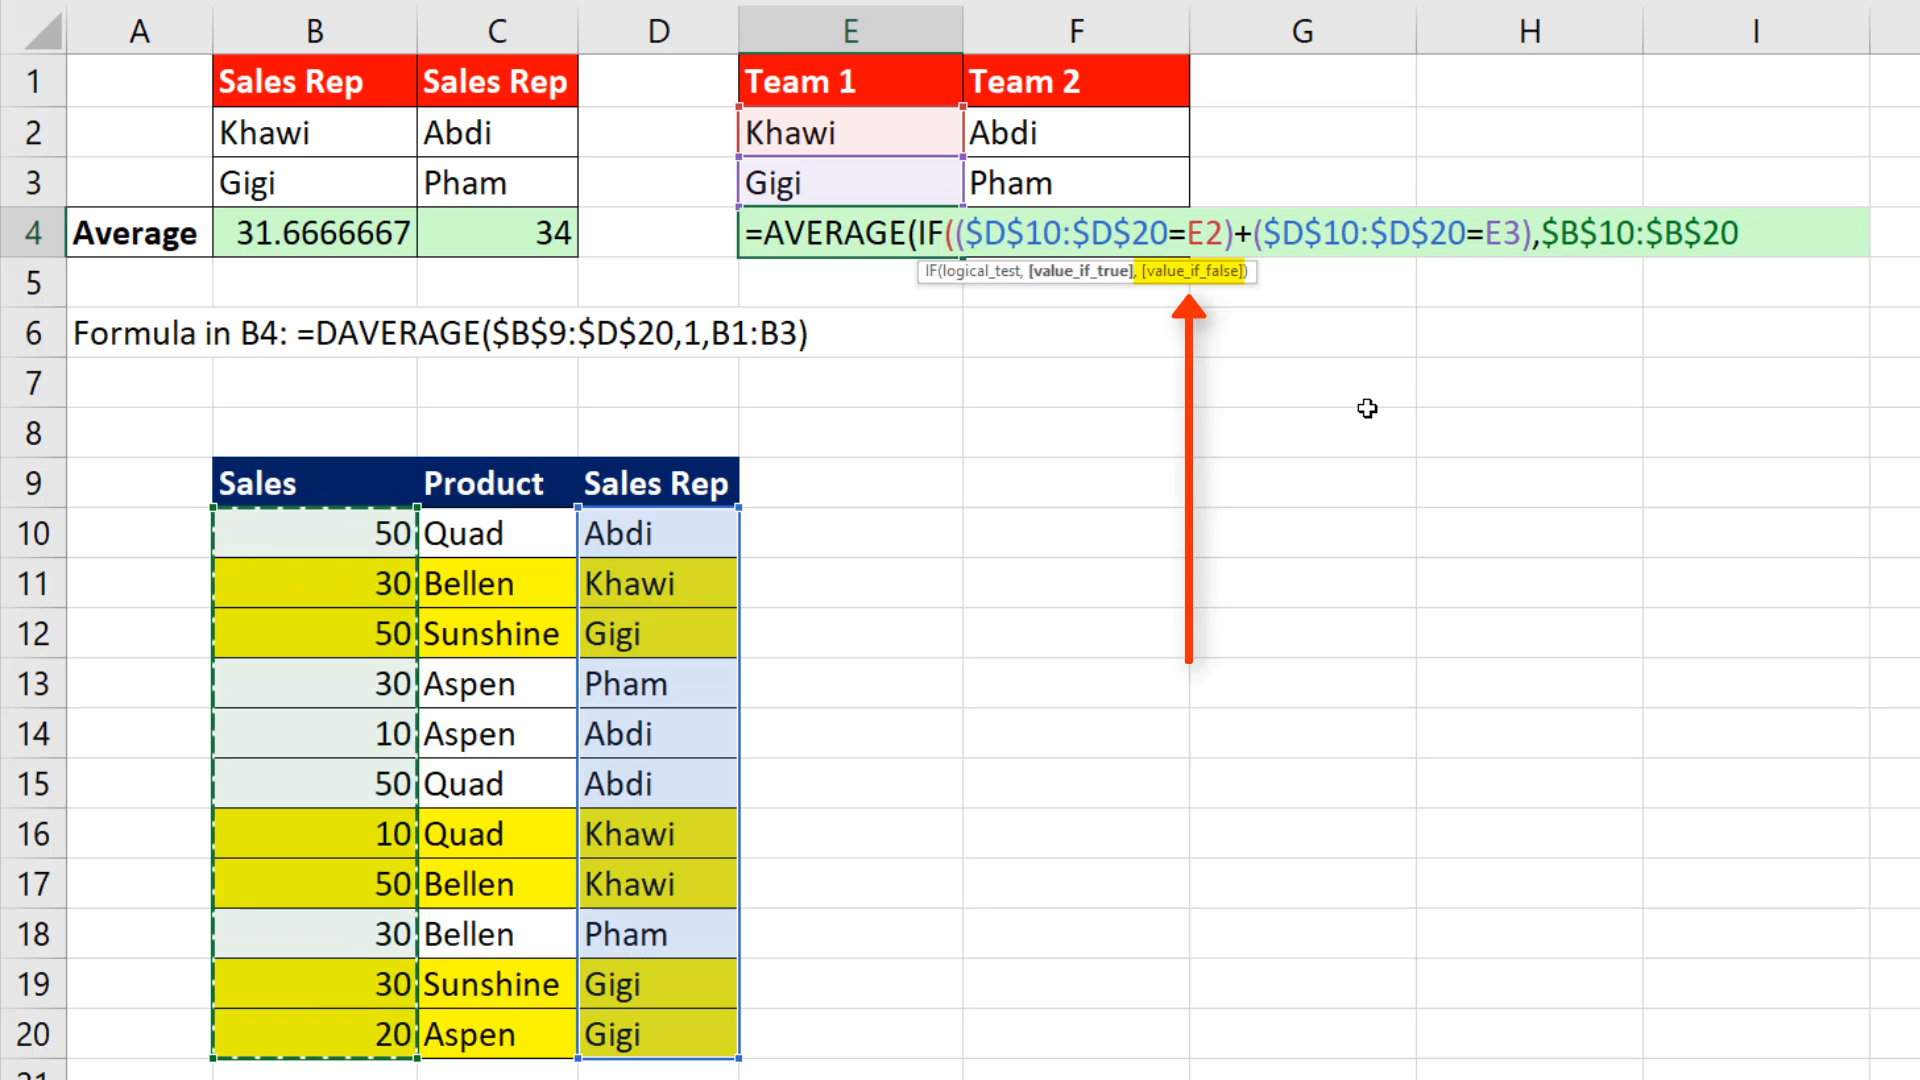 A B C D E F G H I
1 Sales Rep Sales Rep Team 1 Team 2
2 Khawi Abdi Khawi Abdi
3 Gigi Pham Gigi Pham
4 Average 31.6666667 34 =AVERAGE(IF(($D$10:$D$20=E2)+($D$10:$D$20=E3),$B$10:$B$20
IF(logical_test, [value_if_true], [value_if_false])
5
6 Formula in B4: =DAVERAGE($B$9:$D$20,1,B1:B3)
7
8
9 Sales Product Sales Rep
10 50 Quad Abdi
11 30 Bellen Khawi
12 50 Sunshine Gigi
13 30 Aspen Pham
14 10 Aspen Abdi
15 50 Quad Abdi
16 10 Quad Khawi
17 50 Bellen Khawi
18 30 Bellen Pham
19 30 Sunshine Gigi
20 20 Aspen Gigi
21